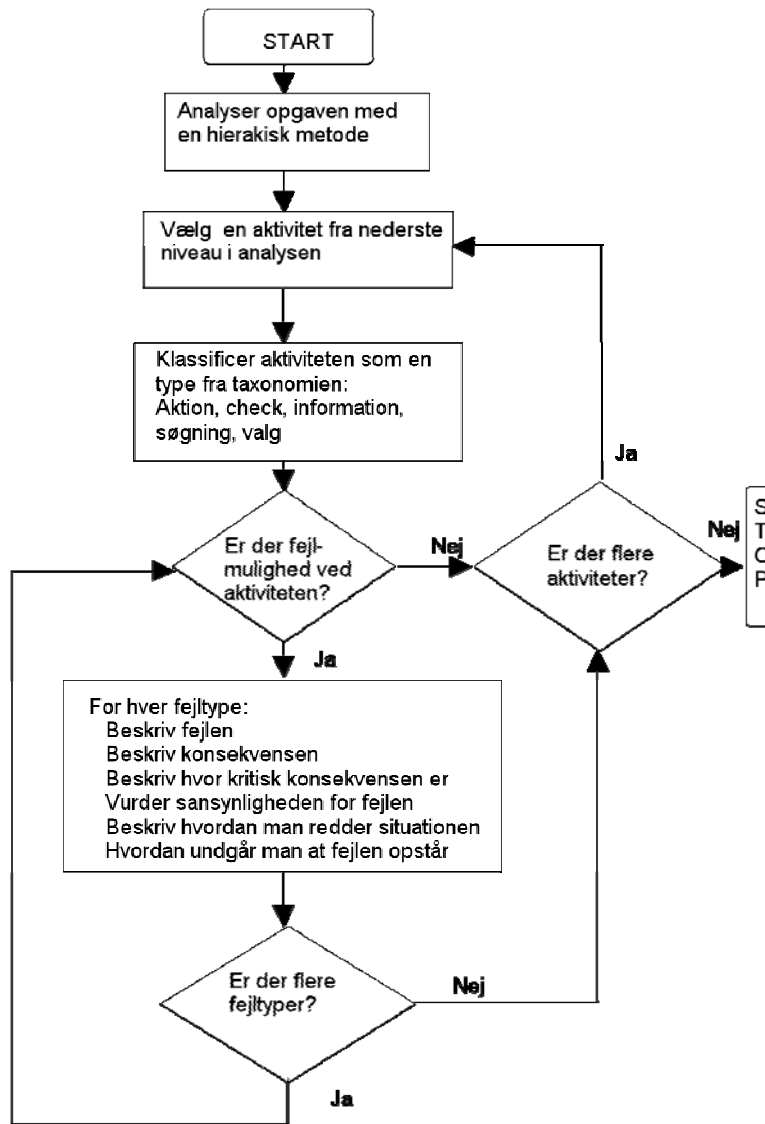 START
Analyser opgaven med
en hierakisk metode
Vælg en aktivitet fra nederste
niveau i analysen
Klassificer aktiviteten som en
type fra taxonomien:
Aktion, check, information,
søgning, valg
Ja
Er der fejl-
mulighed ved
aktiviteten?
Nej
Er der flere
aktiviteter?
Nej
S
T
O
P
Ja
For hver fejltype:
Beskriv fejlen
Beskriv konsekvensen
Beskriv hvor kritisk konsekvensen er
Vurder sansynligheden for fejlen
Beskriv hvordan man redder situationen
Hvordan undgår man at fejlen opstår
Er der flere
fejltyper?
Nej
Ja